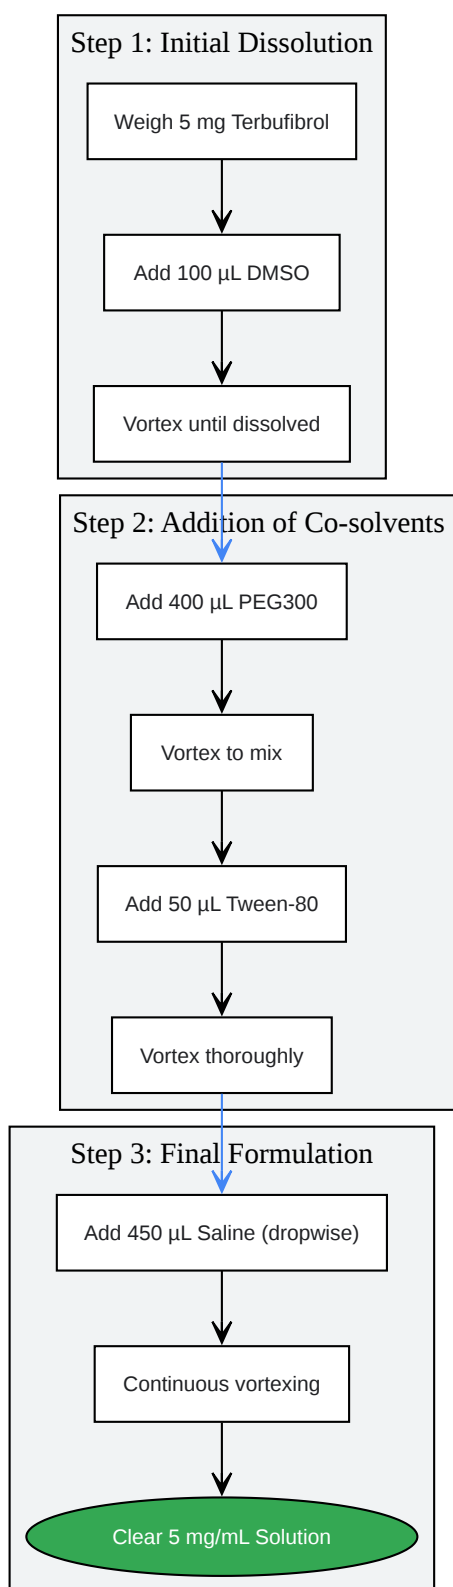 Step 1: Initial Dissolution
Weigh 5 mg Terbufibrol
Add 100 µL DMSO
Vortex until dissolved
Step 2: Addition of Co-solvents
Add 400 µL PEG300
Vortex to mix
Add 50 µL Tween-80
Vortex thoroughly
Step 3: Final Formulation
Add 450 µL Saline (dropwise)
Continuous vortexing
Clear 5 mg/mL Solution